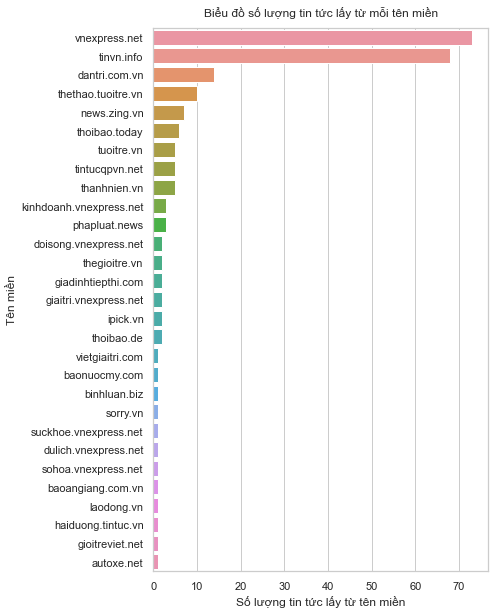 Biểu đồ số lượng tin tức lấy từ mỗi tên miền
vnexpress.net
tinvn.info
dantri.com.vn
thethao.tuoitre.vn
news.zing.vn
thoibao.today
tuoitre.vn
tintucqpvn.net
thanhnien.vn
kinhdoanh.vnexpress.net
phapluat.news
doisong.vnexpress.net
thegioitre.vn
giadinhtiepthi.com
giaitri.vnexpress.net
ipick.vn
thoibao.de
vietgiaitri.com
baonuocmy.com
binhluan.biz
sorry.vn
suckhoe.vnexpress.net
dulich.vnexpress.net
sohoa.vnexpress.net
baoangiang.com.vn
laodong.vn
haiduong.tintuc.vn
gioitreviet.net
autoxe.net
Tên miền
0 10 20 30 40 50 60 70
Số lượng tin tức lấy từ tên miền